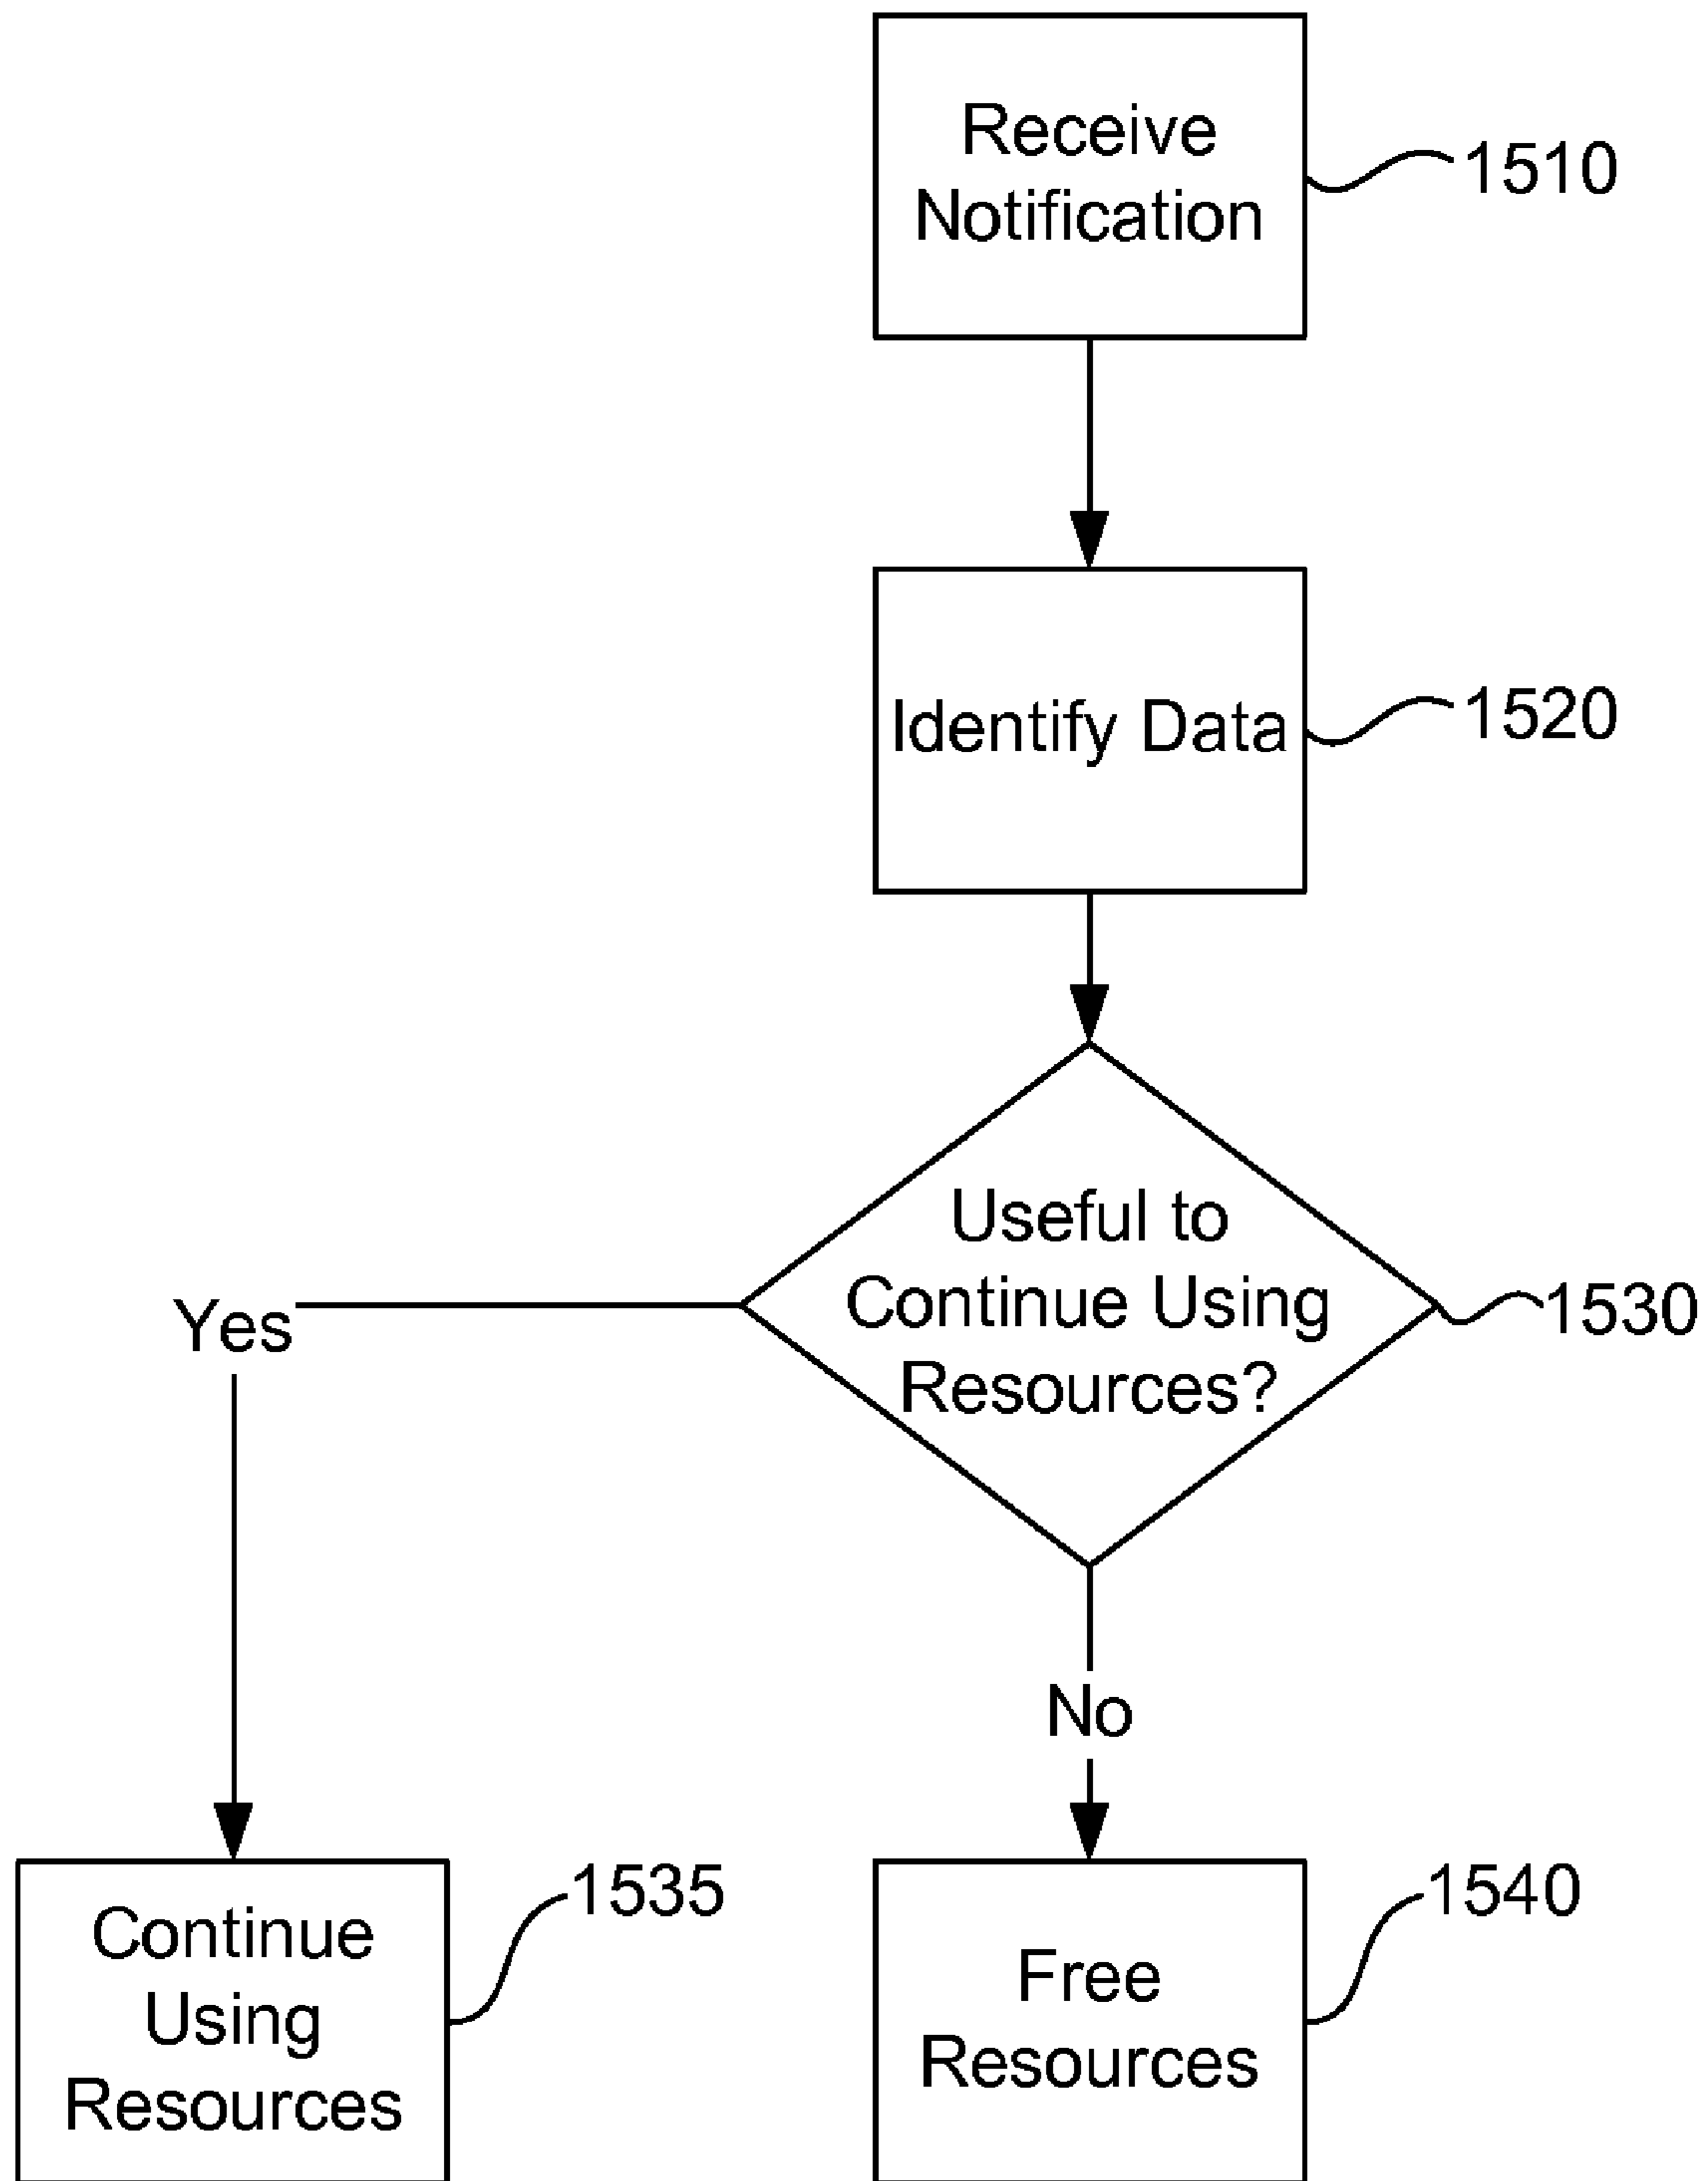 Receive
Notification
1510
Identify Data
1520
Useful to
Continue Using
Resources?
1530
Yes
No
Continue
Using
Resources
1535
Free
Resources
1540